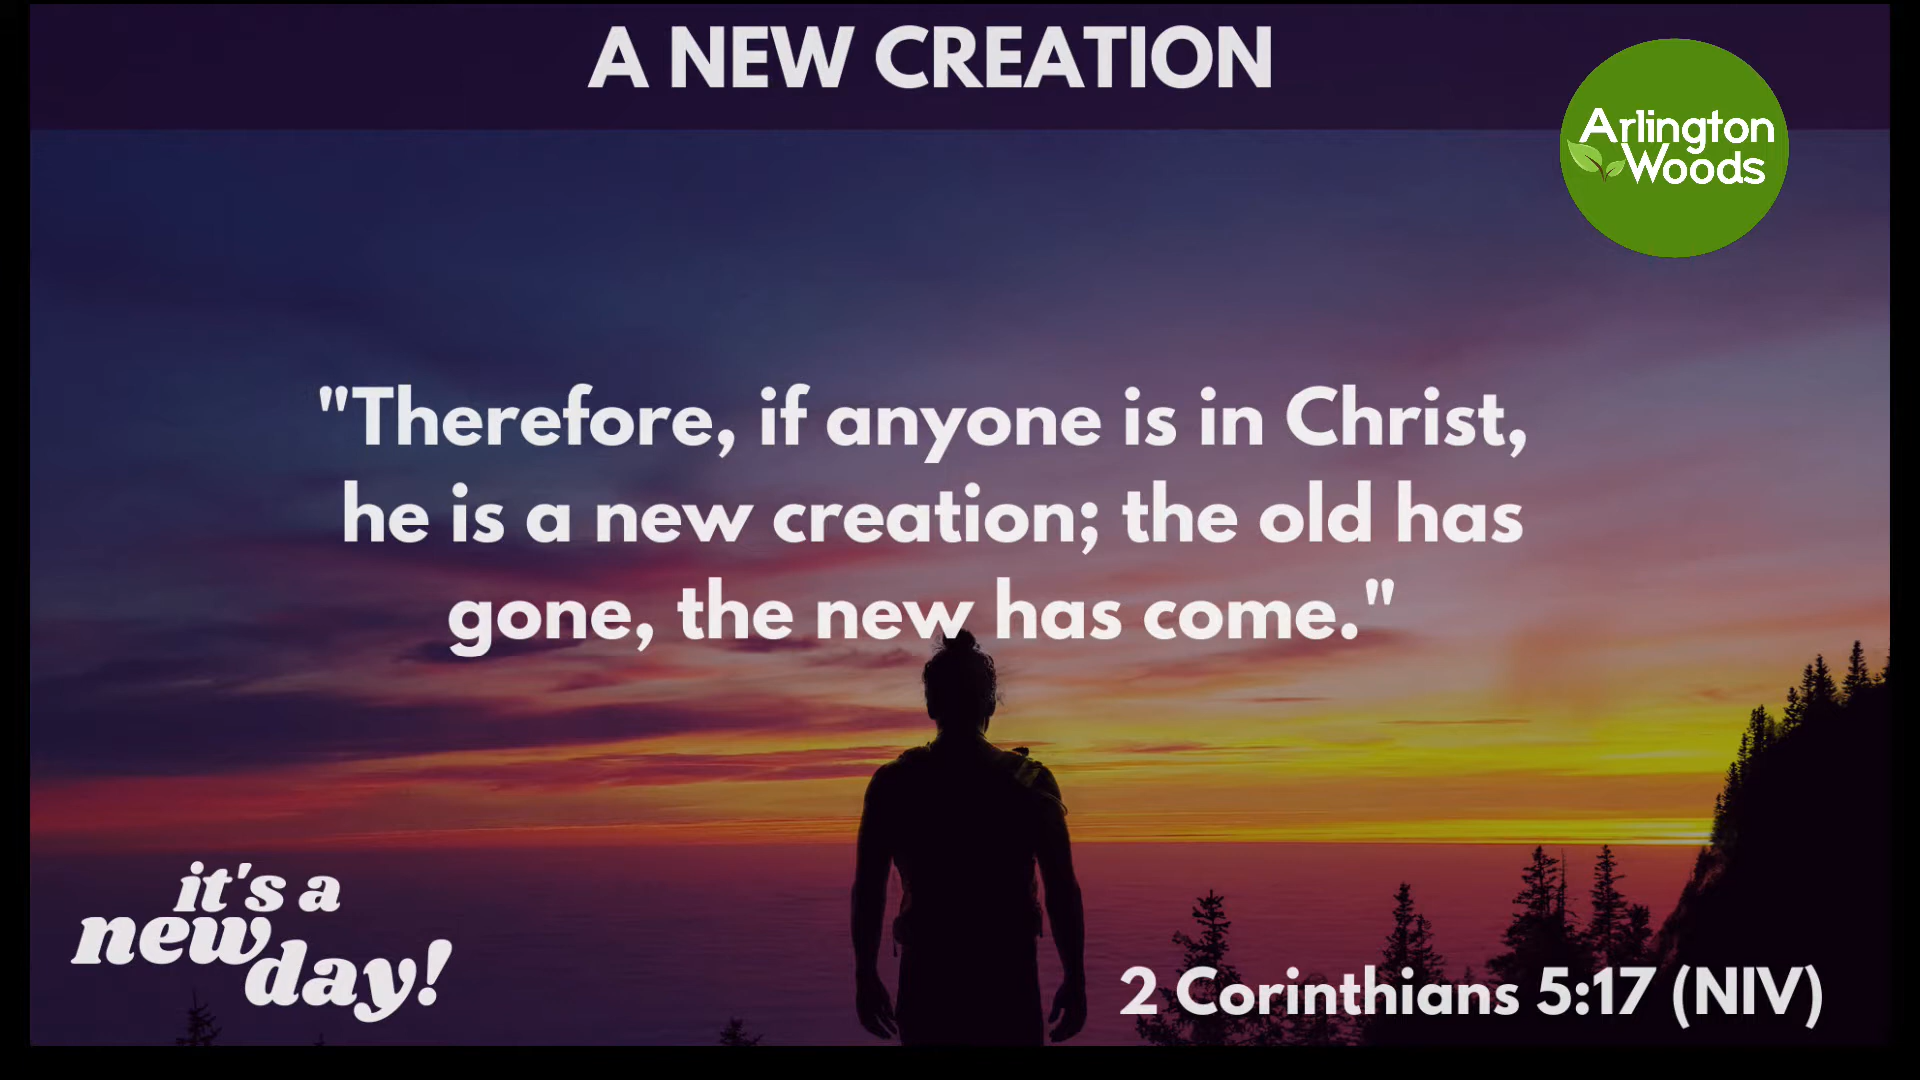 A NEW CREATION
Arlington
Woods
"Therefore, if anyone is in Christ,
he is a new creation; the old has
gone, the new has come."
it's a
new
day!
2 Corinthians 5:17 (NIV)